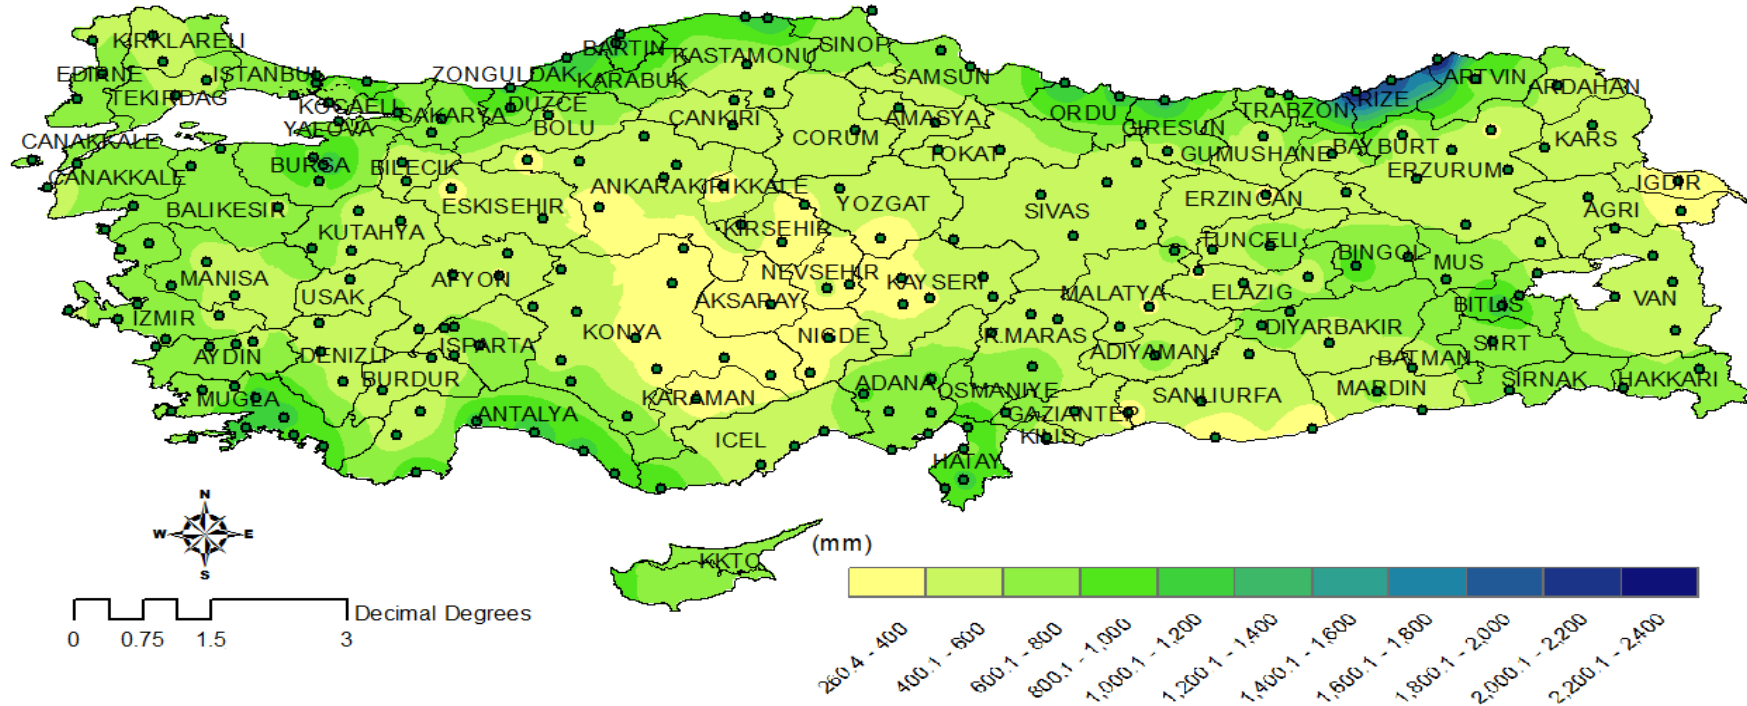 KIRKLARELI
EDIRNE
TEKIRDAG
ISTANBUL
KOCAELI
YALOVA
SAKARYA
ZONGULDAK
BARTIN
KARABUK
KASTAMONU
SINOP
DUZCE
BOLU
CANKIRI
SAMSUN
CORUM
AMASYA
TOKAT
ORDU
GIRESUN
TRABZON
RIZE
ARTVIN
ARDAHAN
GUMUSHANE
BAYBURT
ERZURUM
KARS
IGDIR
AGRI
CANAKKALE
CANAKKALE
BURSA
BILECIK
BALIKESIR
ESKISEHIR
ANKARA
KIRIKKALE
YOZGAT
SIVAS
ERZINCAN
KUTAHYA
KIRSEHIR
TUNCELI
BINGOL
MUS
MANISA
USAK
AFYON
NEVSEHIR
KAYSERI
AKSARAY
MALATYA
ELAZIG
BITLIS
VAN
IZMIR
KONYA
NIGDE
K.MARAS
DIYARBAKIR
AYDIN
DENIZLI
ISPARTA
BURDUR
ADIYAMAN
BATMAN
SIIRT
MUGLA
ANTALYA
KARAMAN
ADANA
OSMANIYE
GAZIANTEP
SANLIURFA
MARDIN
SIRNAK
HAKKARI
ICEL
KILIS
HATAY
N
W E
S
KKTC
(mm)
Decimal Degrees
0 0.75 1.5 3
260.4 - 400
400.1 - 600
600.1 - 800
800.1 - 1,000
1,000.1 - 1,200
1,200.1 - 1,400
1,400.1 - 1,600
1,600.1 - 1,800
1,800.1 - 2,000
2,000.1 - 2,200
2,200.1 - 2,400